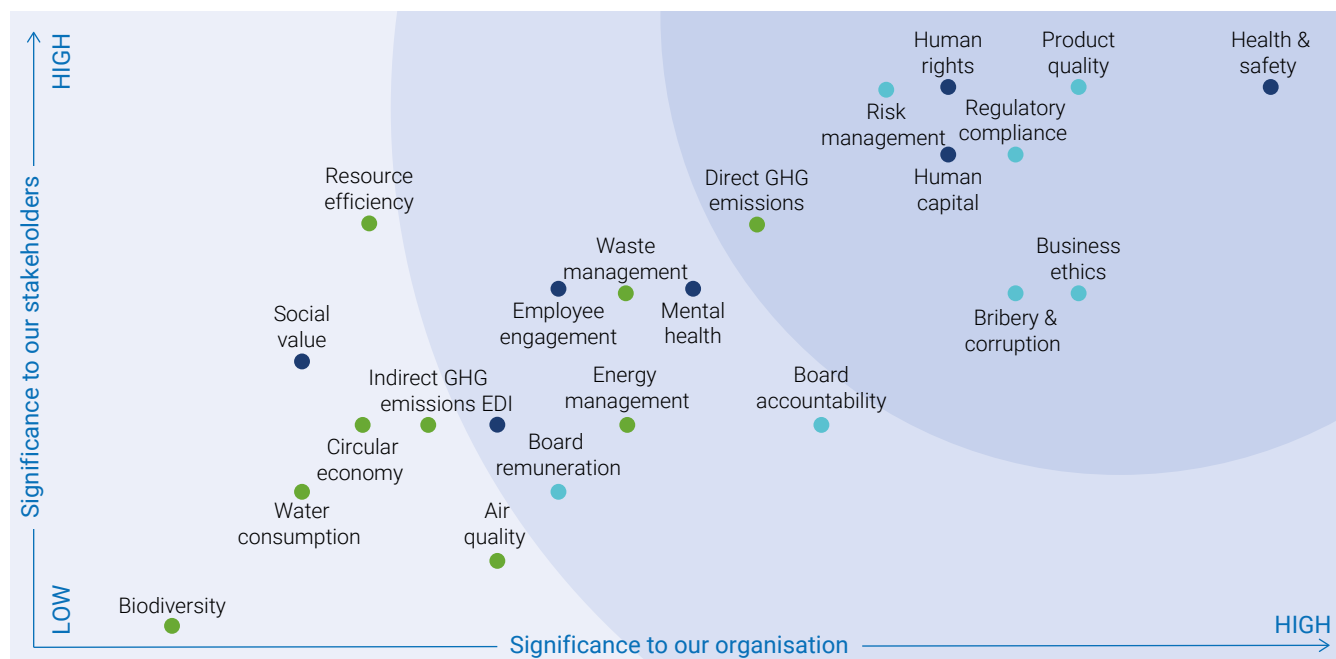 HIGH
Significance to our stakeholders
LOW
Human
rights
Product
quality
Health &
safety
Risk
management
Regulatory
compliance
Human
capital
Resource
efficiency
Direct GHG
emissions
Waste
management
Business
ethics
Employee
engagement
Mental
health
Bribery &
corruption
Social
value
Indirect GHG
emissions
EDI
Energy
management
Board
accountability
Circular
economy
Board
remuneration
Water
consumption
Air
quality
Biodiversity
Significance to our organisation
HIGH